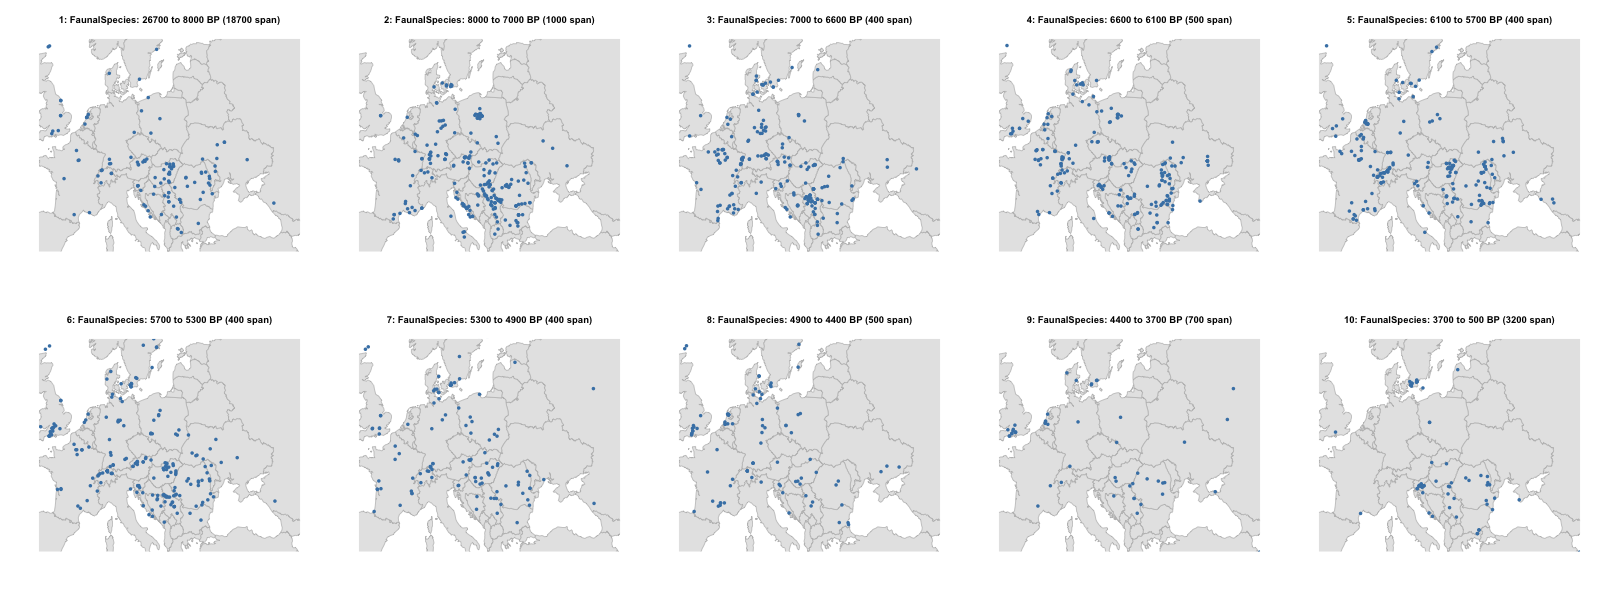 1: FaunalSpecies: 26700 to 8000 BP (18700 span)
2: FaunalSpecies: 8000 to 7000 BP (1000 span)
3: FaunalSpecies: 7000 to 6600 BP (400 span)
4: FaunalSpecies: 6600 to 6100 BP (500 span)
5: FaunalSpecies: 6100 to 5700 BP (400 span)
6: FaunalSpecies: 5700 to 5300 BP (400 span)
7: FaunalSpecies: 5300 to 4900 BP (400 span)
8: FaunalSpecies: 4900 to 4400 BP (500 span)
9: FaunalSpecies: 4400 to 3700 BP (700 span)
10: FaunalSpecies: 3700 to 500 BP (3200 span)